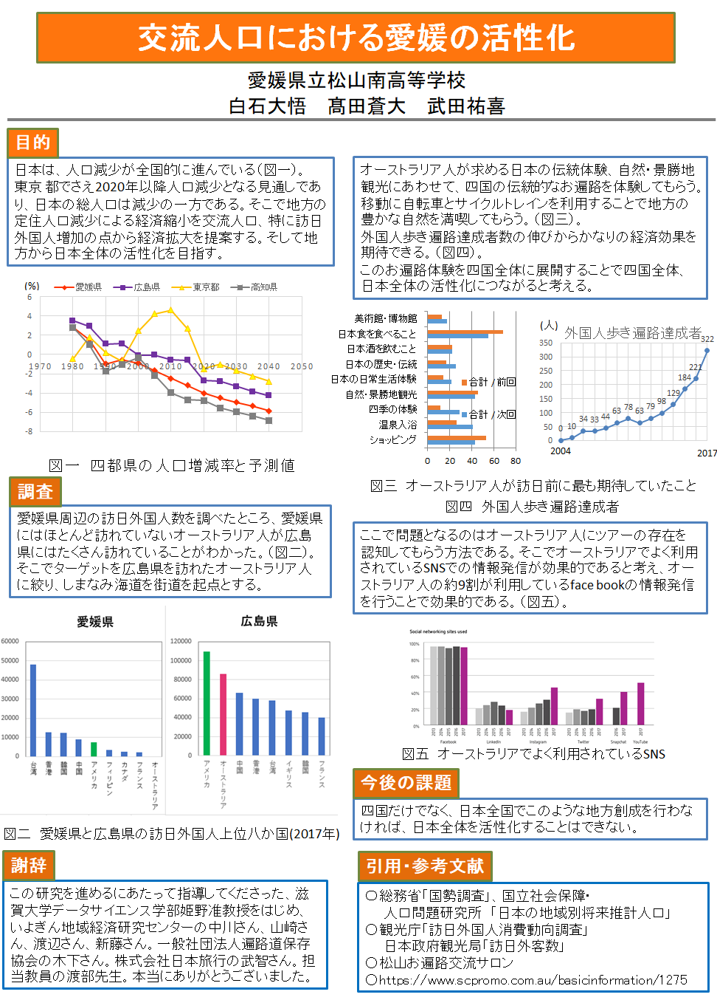 交流人口における愛媛の活性化
愛媛県立松山南高等学校
白石大悟　髙田蒼大　武田祐喜
目的
日本は、人口減少が全国的に進んでいる（図一）。
東京都でさえ2020年以降人口減少となる見通しであ
り、日本の総人口は減少の一方である。そこで地方の
定住人口減少による経済縮小を交流人口、特に訪日
外国人増加の点から経済拡大を提案する。そして地
方から日本全体の活性化を目指す。
(%)
愛媛県 広島県 東京都 高知県
6
4
2
0
-2
-4
-6
-8
1970 1980 1990 2000 2010 2020 2030 2040 2050
図一　四都県の人口増減率と予測値
調査
愛媛県周辺の訪日外国人数を調べたところ、愛媛県
にはほとんど訪れていないオーストラリア人が広島
県にはたくさん訪れていることがわかった。（図二）。
そこでターゲットを広島県を訪れたオーストラリア人
に絞り、しまなみ海道を街道を起点とする。
愛媛県
60000
50000
40000
30000
20000
10000
0
台湾 香港 韓国 中国 アメリカ フィリピン カナダ フランス オーストラリア
広島県
120000
100000
80000
60000
40000
20000
0
アメリカ オーストラリア 中国 香港 台湾 イギリス 韓国 フランス
図二　愛媛県と広島県の訪日外国人上位八か国(2017年)
謝辞
この研究を進めるにあたって指導してくださった、滋
賀大学データサイエンス学部姫野准教授をはじめ、
いよぎん地域経済研究センターの中川さん、山崎さ
ん、渡辺さん、新藤さん。一般社団法人遍路道保存
協会の木下さん。株式会社日本旅行の武智さん。担
当教員の渡部先生。本当にありがとうございました。
オーストラリア人が求める日本の伝統体験、自然・景勝地
観光にあわせて、四国の伝統的なお遍路を体験してもらう。
移動に自転車とサイクルトレインを利用することで地方の
豊かな自然を満喫してもらう。（図三）。
外国人歩き遍路達成者数の伸びからかなりの経済効果を
期待できる。（図四）。
このお遍路体験を四国全体に展開することで四国全体、
日本全体の活性化につながると考える。
美術館・博物館
日本食を食べること
日本酒を飲むこと
日本の歴史・伝統
日本の日常生活体験
自然・景勝地観光
四季の体験
温泉入浴
ショッピング
合計 / 前回
合計 / 次回
0 20 40 60 80
(人)
外国人歩き遍路達成者
350
300
250
200
150
100
50
0
0 10 34 33 44 63 78 63 79 98 129 184 221 322
2004 2017
図三　オーストラリア人が訪日前に最も期待していたこと
図四　外国人歩き遍路達成者
ここで問題となるのはオーストラリア人にツアーの存在を
認知してもらう方法である。そこでオーストラリアでよく利用
されているSNSでの情報発信が効果的であると考え、オー
ストラリア人の約9割が利用しているface bookの情報発信
を行うことで効果的である。（図五）。
Social networking sites used
100%
80%
60%
40%
20%
0%
2013 2014 2015 2016 2017 2013 2014 2015 2016 2017 2013 2014 2015 2016 2017 2013 2014 2015 2016 2017 2016 2017 2017
Facebook LinkedIn Instagram Twitter Snapchat YouTube
図五　オーストラリアでよく利用されているSNS
今後の課題
四国だけでなく、日本全国でこのような地方創成を行わな
ければ、日本全体を活性化することはできない。
引用・参考文献
〇総務省「国勢調査」、国立社会保障・
人口問題研究所　「日本の地域別将来推計人口」
〇観光庁「訪日外国人消費動向調査」
日本政府観光局「訪日外客数」
〇松山お遍路交流サロン
〇https://www.scpromo.com.au/basicinformation/1275